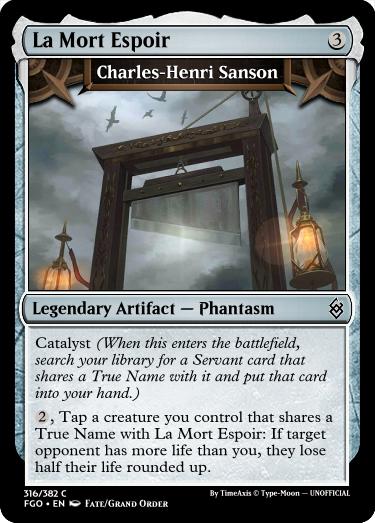 La Mort Espoir 3
Charles-Henri Sanson
Legendary Artifact — Phantasm
Catalyst (When this enters the battlefield,
search your library for a Servant card that
shares a True Name with it and put that card
into your hand.)
2, Tap a creature you control that shares a
True Name with La Mort Espoir: If target
opponent has more life than you, they lose
half their life rounded up.
316/382 C
FGO • EN Fate/Grand Order
By TimeAxis © Type-Moon — UNOFFICIAL